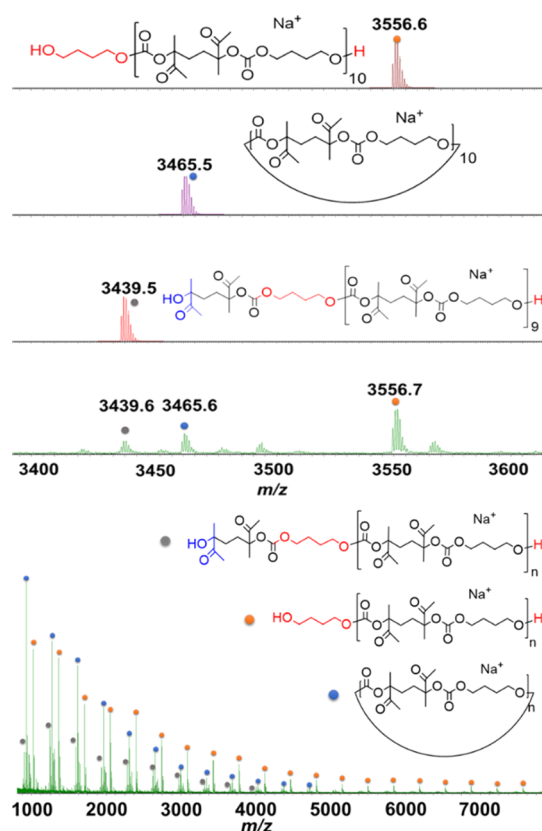 Na⁺ 3556.6
O O
HO O O O O O H
O O 10
Na⁺
O O
3465.5 O O O O
O O 10
3439.5 Na⁺
O O O
HO O O O O O O O H
O O O O 9
3439.6 3465.6 3556.7
3400 3450 3500 3550 3600
m/z
Na⁺
O O O
HO O O O O O O O H
O O O O n
Na⁺
O O
HO O O O O O H
O O n
Na⁺
O O
O O O O
O O n
1000 2000 3000 4000 5000 6000 7000
m/z